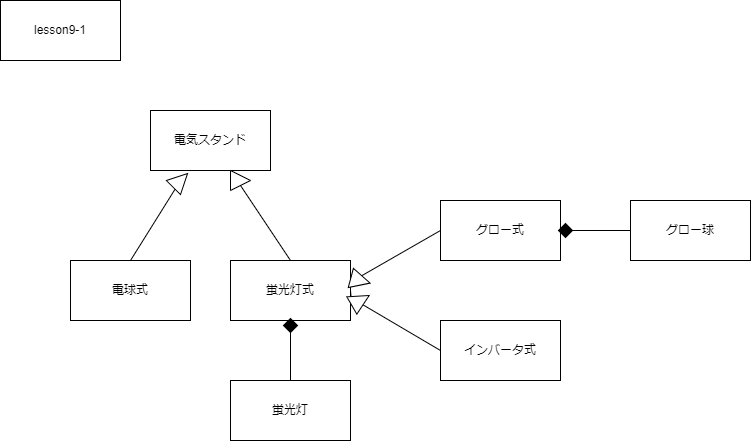 lesson9-1
電気スタンド
グロー式
グロー球
電球式
蛍光灯式
インバータ式
蛍光灯